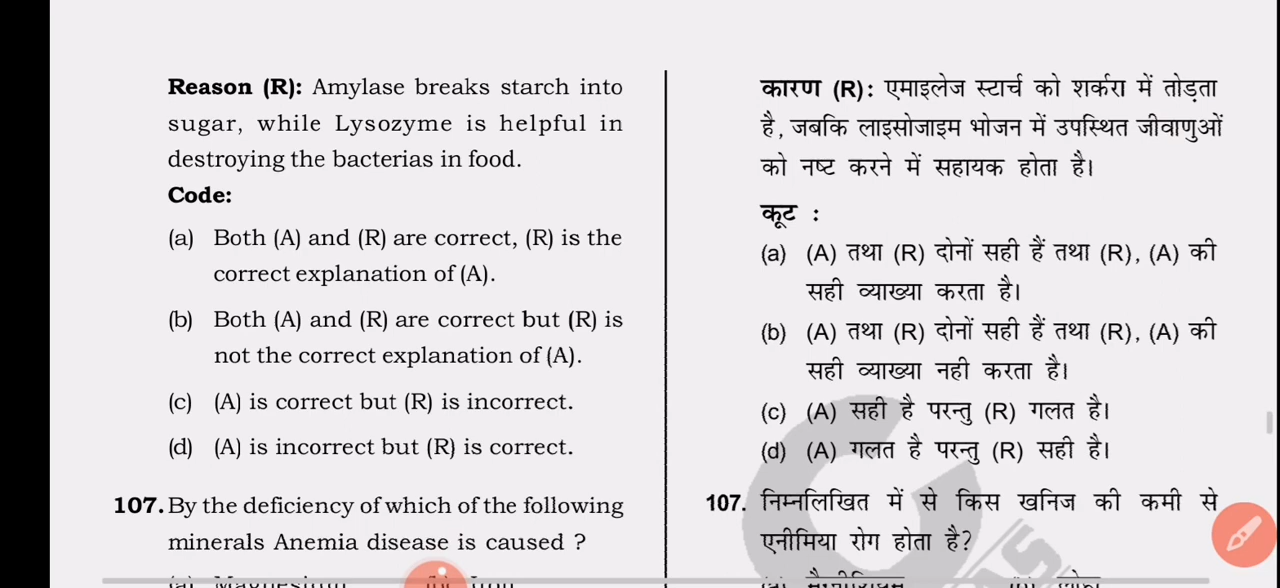 Reason (R): Amylase breaks starch into
sugar, while Lysozyme is helpful in
destroying the bacterias in food.
Code:
(a) Both (A) and (R) are correct, (R) is the
correct explanation of (A).
(b) Both (A) and (R) are correct but (R) is
not the correct explanation of (A).
(c) (A) is correct but (R) is incorrect.
(d) (A) is incorrect but (R) is correct.
107. By the deficiency of which of the following
minerals Anemia disease is caused ?
(a) Magnesium (b) Iron
कारण (R): एमाइलेज स्टार्च को शर्करा में तोड़ता
है, जबकि लाइसोजाइम भोजन में उपस्थित जीवाणुओं
को नष्ट करने में सहायक होता है।
कूट :
(a) (A) तथा (R) दोनों सही हैं तथा (R), (A) की
सही व्याख्या करता है।
(b) (A) तथा (R) दोनों सही हैं तथा (R), (A) की
सही व्याख्या नही करता है।
(c) (A) सही है परन्तु (R) गलत है।
(d) (A) गलत है परन्तु (R) सही है।
107. निम्नलिखित में से किस खनिज की कमी से
एनीमिया रोग होता है?